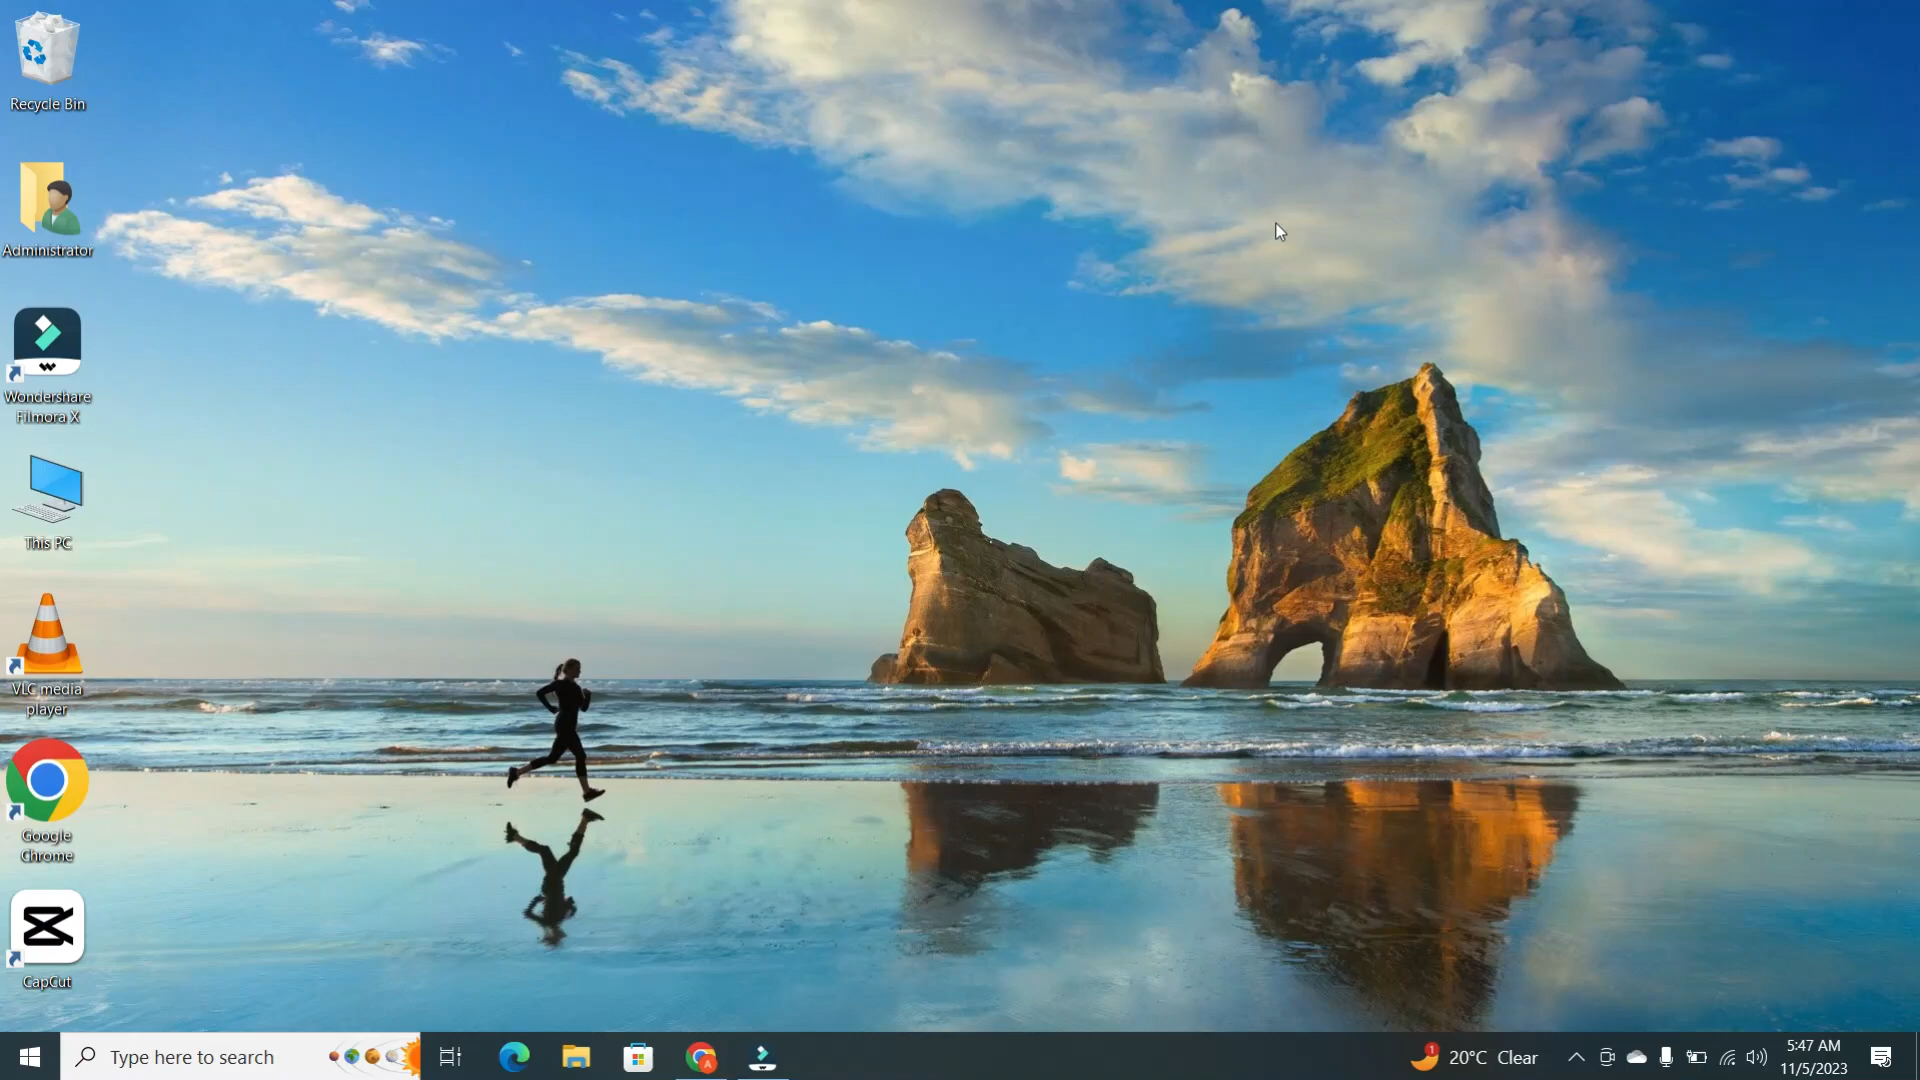 Recycle Bin
Administrator
Wondershare
Filmora X
This PC
VLC media
player
Google
Chrome
CapCut
Type here to search
A
1
20°C Clear
5:47 AM
11/5/2023